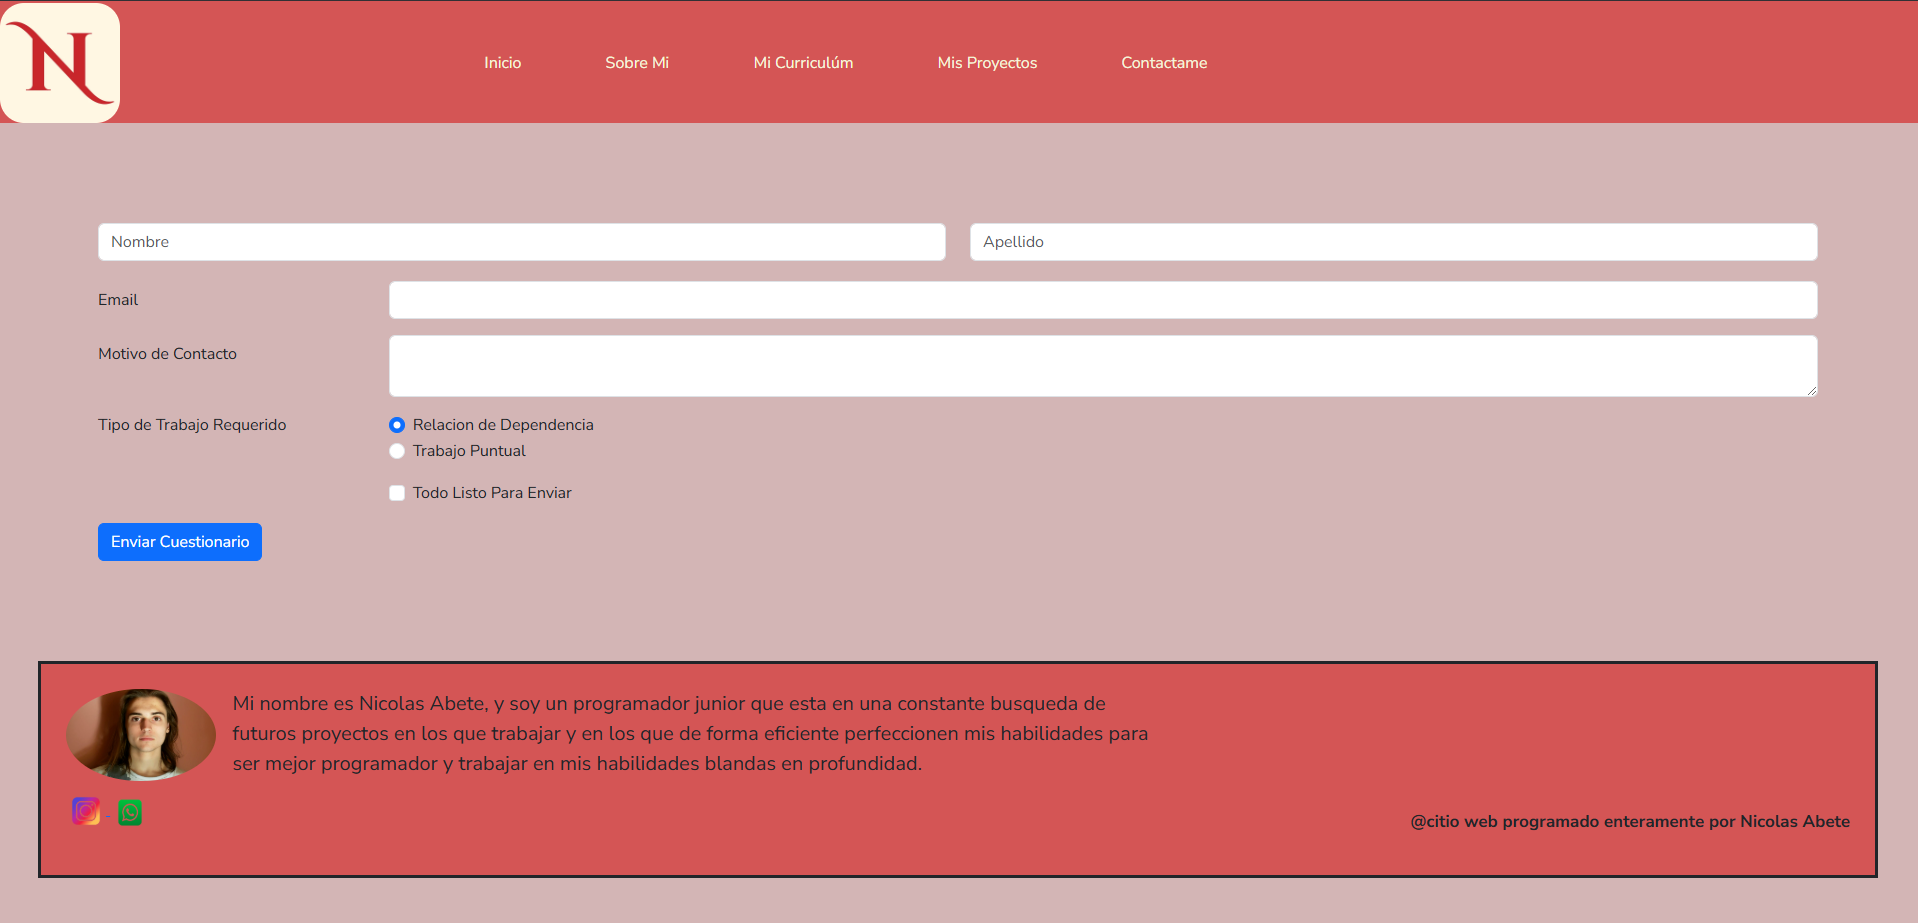 N
Inicio Sobre Mi Mi Curriculúm Mis Proyectos Contactame
Nombre Apellido
Email
Motivo de Contacto
Tipo de Trabajo Requerido Relacion de Dependencia
Trabajo Puntual
Todo Listo Para Enviar
Enviar Cuestionario
Mi nombre es Nicolas Abete, y soy un programador junior que esta en una constante busqueda de
futuros proyectos en los que trabajar y en los que de forma eficiente perfeccionen mis habilidades para
ser mejor programador y trabajar en mis habilidades blandas en profundidad.
@citio web programado enteramente por Nicolas Abete